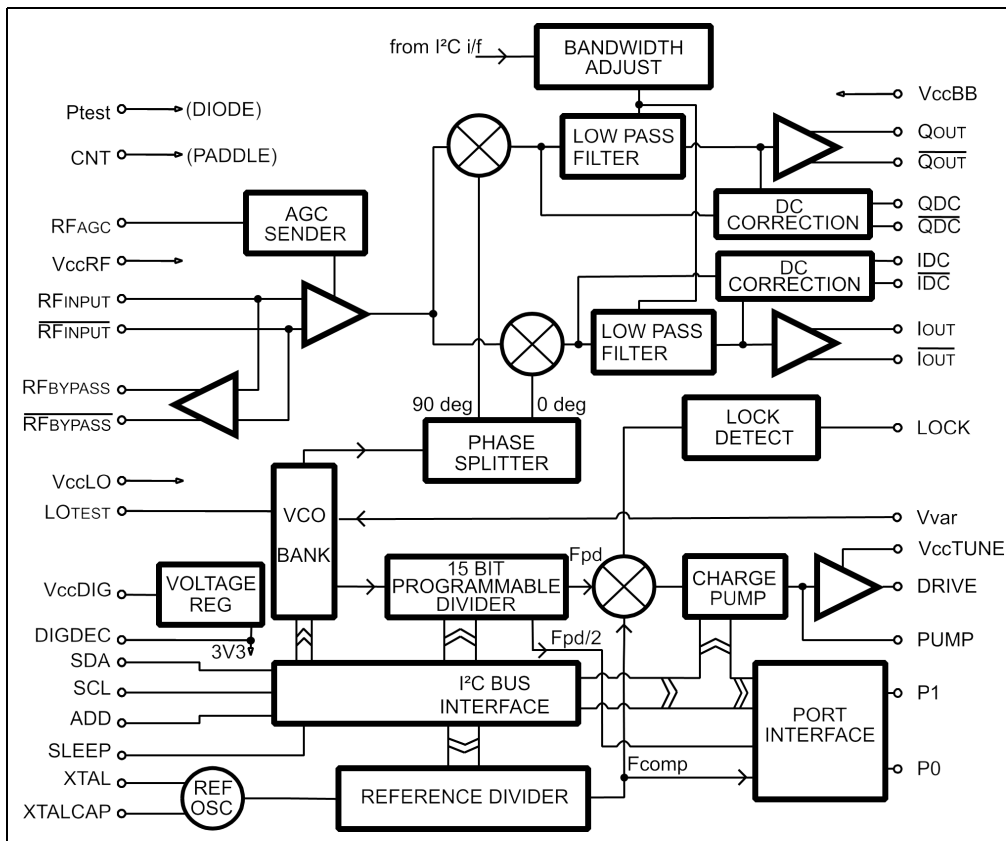 from I²C i/f
BANDWIDTH
ADJUST
Ptest
(DIODE)
CNT
(PADDLE)
VccBB
LOW PASS
FILTER
QOUT
QOUT
RFAGC
AGC
SENDER
DC
CORRECTION
QDC
QDC
VccRF
DC
CORRECTION
IDC
IDC
RFINPUT
RFINPUT
LOW PASS
FILTER
IOUT
IOUT
RFBYPASS
RFBYPASS
90 deg
0 deg
PHASE
SPLITTER
LOCK
DETECT
LOCK
VccLO
LOTEST
VCO
BANK
Vvar
VccTUNE
VccDIG
VOLTAGE
REG
15 BIT
PROGRAMMABLE
DIVIDER
Fpd
CHARGE
PUMP
DRIVE
DIGDEC
3V3
Fpd/2
PUMP
SDA
SCL
ADD
I²C BUS
INTERFACE
PORT
INTERFACE
P1
SLEEP
XTAL
XTALCAP
REF
OSC
REFERENCE DIVIDER
Fcomp
P0